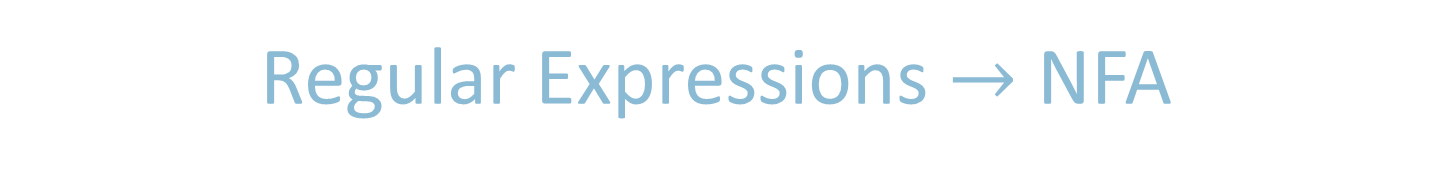 Regular Expressions → NFA